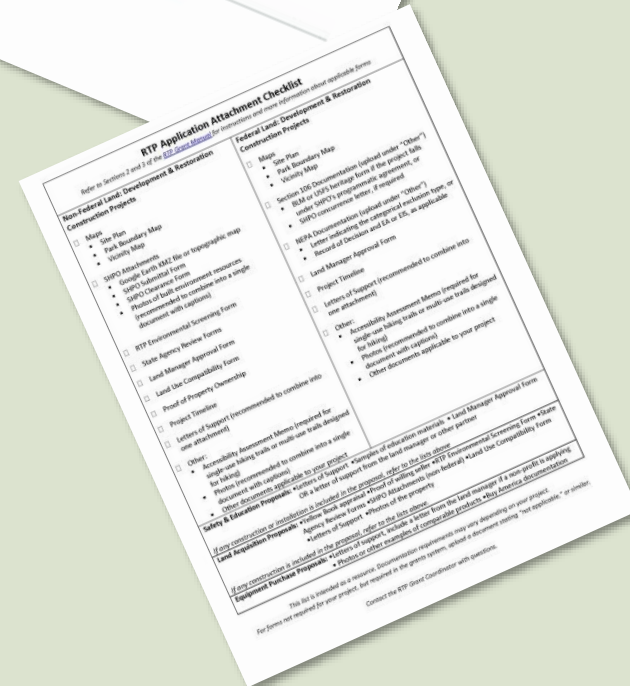 RTP Application Attachment Checklist
Refer to Sections 2 and 3 of the RTP Grant Manual for instructions and more information about applicable forms
Non-Federal Land: Development & Restoration
Construction Projects
Maps
• Site Plan
• Park Boundary Map
• Vicinity Map
SHPO Attachments
• Google Earth KMZ file or topographic map
• SHPO Submittal Form
• SHPO Clearance Form
• Photos of built environment resources
(recommended to combine into a single
document with captions)
RTP Environmental Screening Form
State Agency Review Forms
Land Manager Approval Form
Land Use Compatibility Form
Proof of Property Ownership
Project Timeline
Letters of Support (recommended to combine into
one attachment)
Other:
• Accessibility Assessment Memo (required for
single-use hiking trails or multi-use trails designed
for hiking)
• Photos (recommended to combine into a single
document with captions)
• Other documents applicable to your project
Federal Land: Development & Restoration
Construction Projects
Maps
• Site Plan
• Park Boundary Map
• Vicinity Map
Section 106 Documentation (upload under "Other")
• BLM or USFS heritage form if the project falls
under SHPO's programmatic agreement, or
• SHPO concurrence letter, if required
NEPA Documentation (upload under "Other")
• Letter indicating the categorical exclusion type, or
• Record of Decision and EA or EIS, as applicable
Land Manager Approval Form
Project Timeline
Letters of Support (recommended to combine into
one attachment)
Other:
• Accessibility Assessment Memo (required for
single-use hiking trails or multi-use trails designed
for hiking)
• Photos (recommended to combine into a single
document with captions)
• Other documents applicable to your project
Safety & Education Proposals: •Letters of Support •Samples of education materials • Land Manager Approval Form
OR a letter of support from the land manager or other partner
If any construction or installation is included in the proposal, refer to the lists above
Land Acquisition Proposals: •Yellow Book appraisal •Proof of willing seller •RTP Environmental Screening Form •State
Agency Review Forms •SHPO Attachments (non-federal) •Land Use Compatibility Form
•Letters of Support •Photos of the property
If any construction is included in the proposal, refer to the lists above.
Equipment Purchase Proposals: •Letters of support, include a letter from the land manager if a non-profit is applying
• Photos or other examples of comparable products •Buy America documentation
This list is intended as a resource. Documentation requirements may vary depending on your project.
For forms not required for your project, but required in the grants system, upload a document stating "not applicable," or similar.
Contact the RTP Grant Coordinator with questions.